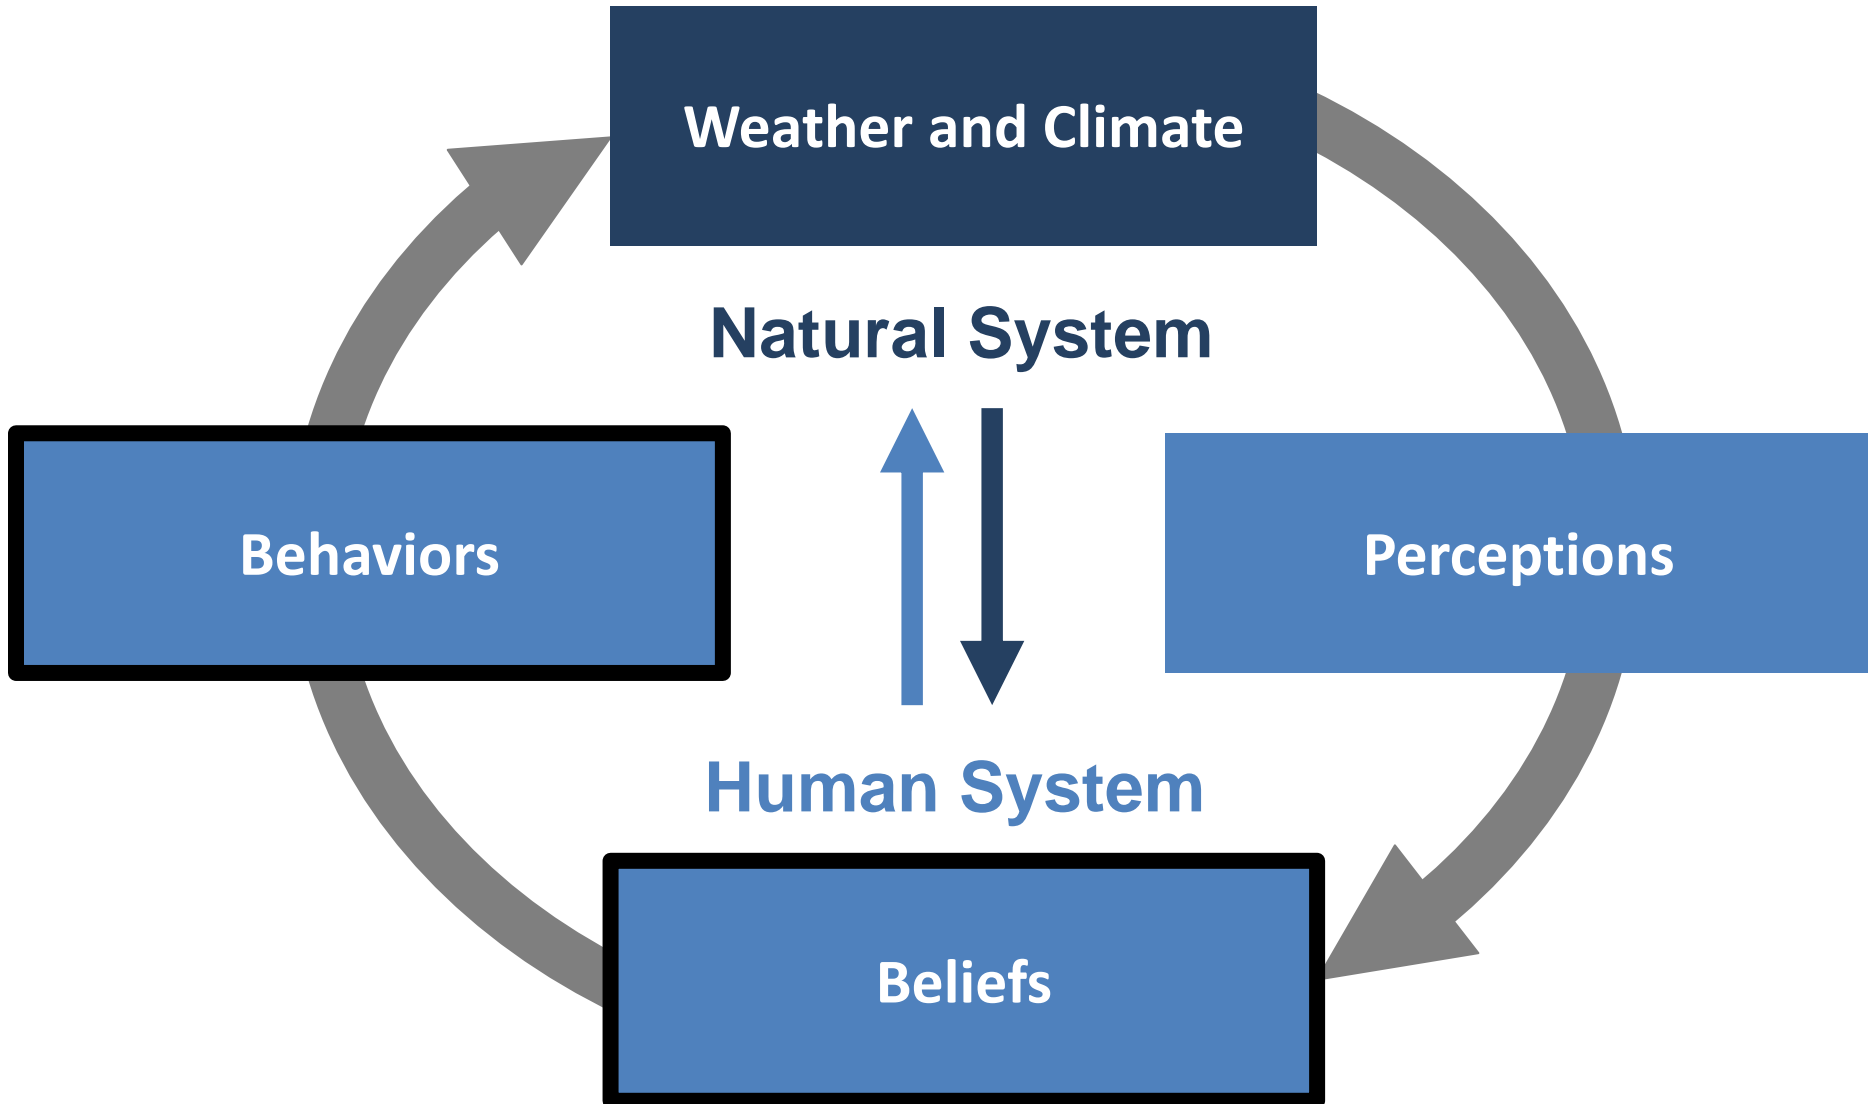 Weather and Climate
Natural System
Behaviors
Perceptions
Human System
Beliefs